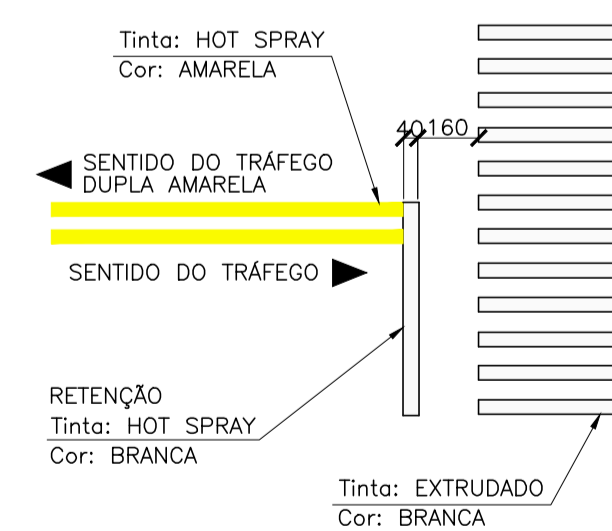 Tinta: HOT SPRAY
Cor: AMARELA
40 160
SENTIDO DO TRÁFEGO
DUPLA AMARELA
SENTIDO DO TRÁFEGO
RETENÇÃO
Tinta: HOT SPRAY
Cor: BRANCA
Tinta: EXTRUDADO
Cor: BRANCA